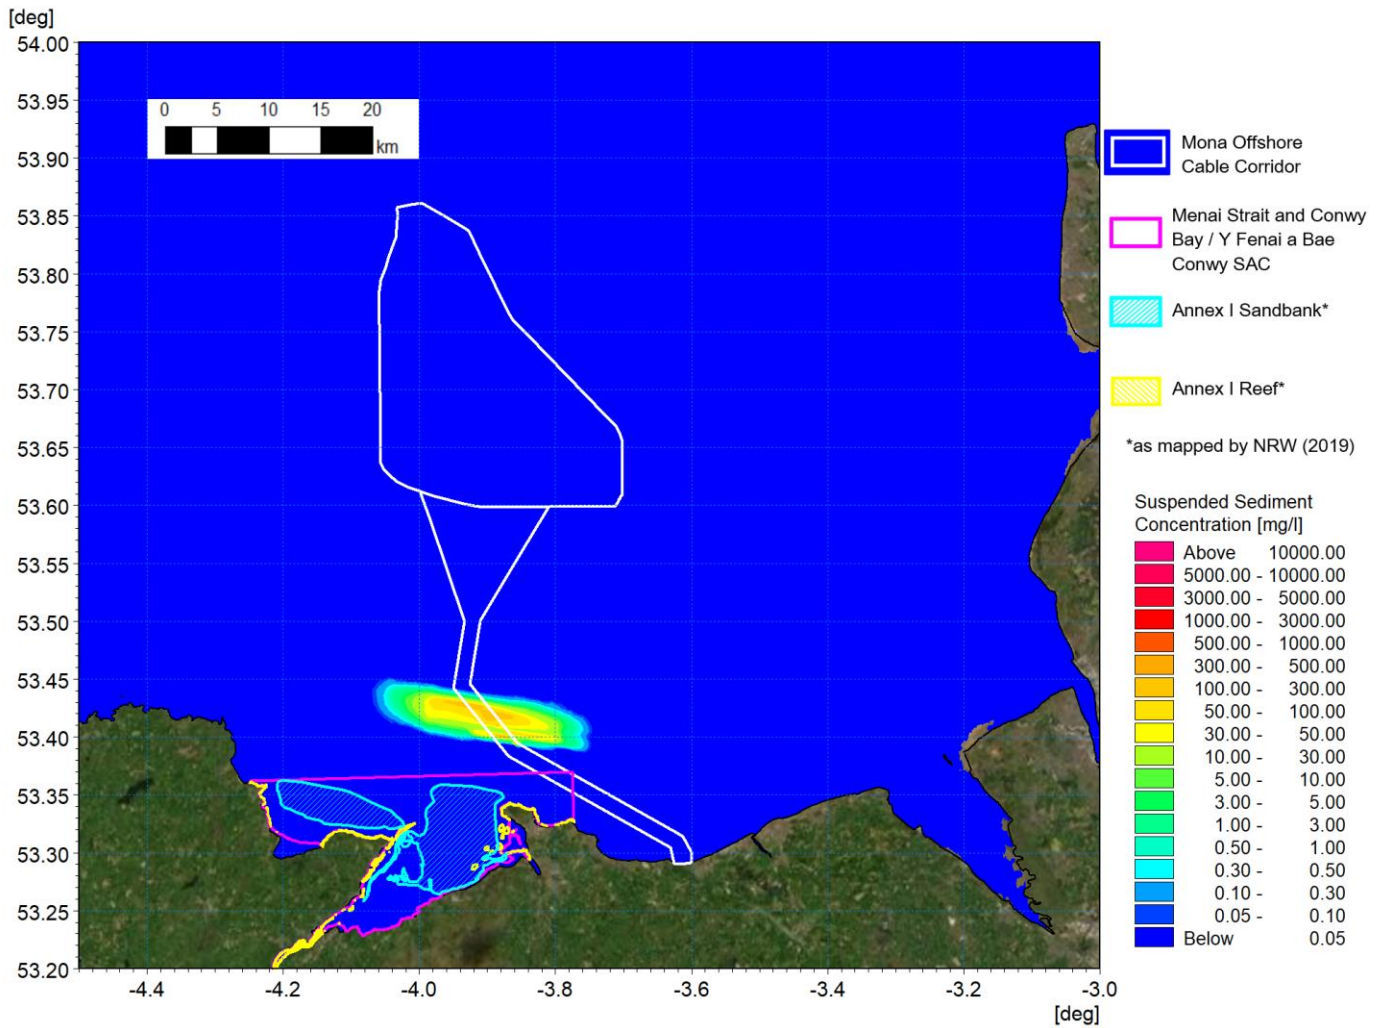 [deg]
54.00
53.95
53.90
53.85
53.80
53.75
53.70
53.65
53.60
53.55
53.50
53.45
53.40
53.35
53.30
53.25
53.20
0 5 10 15 20
km
-4.4 -4.2 -4.0 -3.8 -3.6 -3.4 -3.2 -3.0
[deg]
Mona Offshore
Cable Corridor
Menai Strait and Conwy
Bay / Y Fenai a Bae
Conwy SAC
Annex I Sandbank*
Annex I Reef*
*as mapped by NRW (2019)
Suspended Sediment
Concentration [mg/l]
Above 10000.00
5000.00 - 10000.00
3000.00 - 5000.00
1000.00 - 3000.00
500.00 - 1000.00
300.00 - 500.00
100.00 - 300.00
50.00 - 100.00
30.00 - 50.00
10.00 - 30.00
5.00 - 10.00
3.00 - 5.00
1.00 - 3.00
0.50 - 1.00
0.30 - 0.50
0.10 - 0.30
0.05 - 0.10
Below 0.05